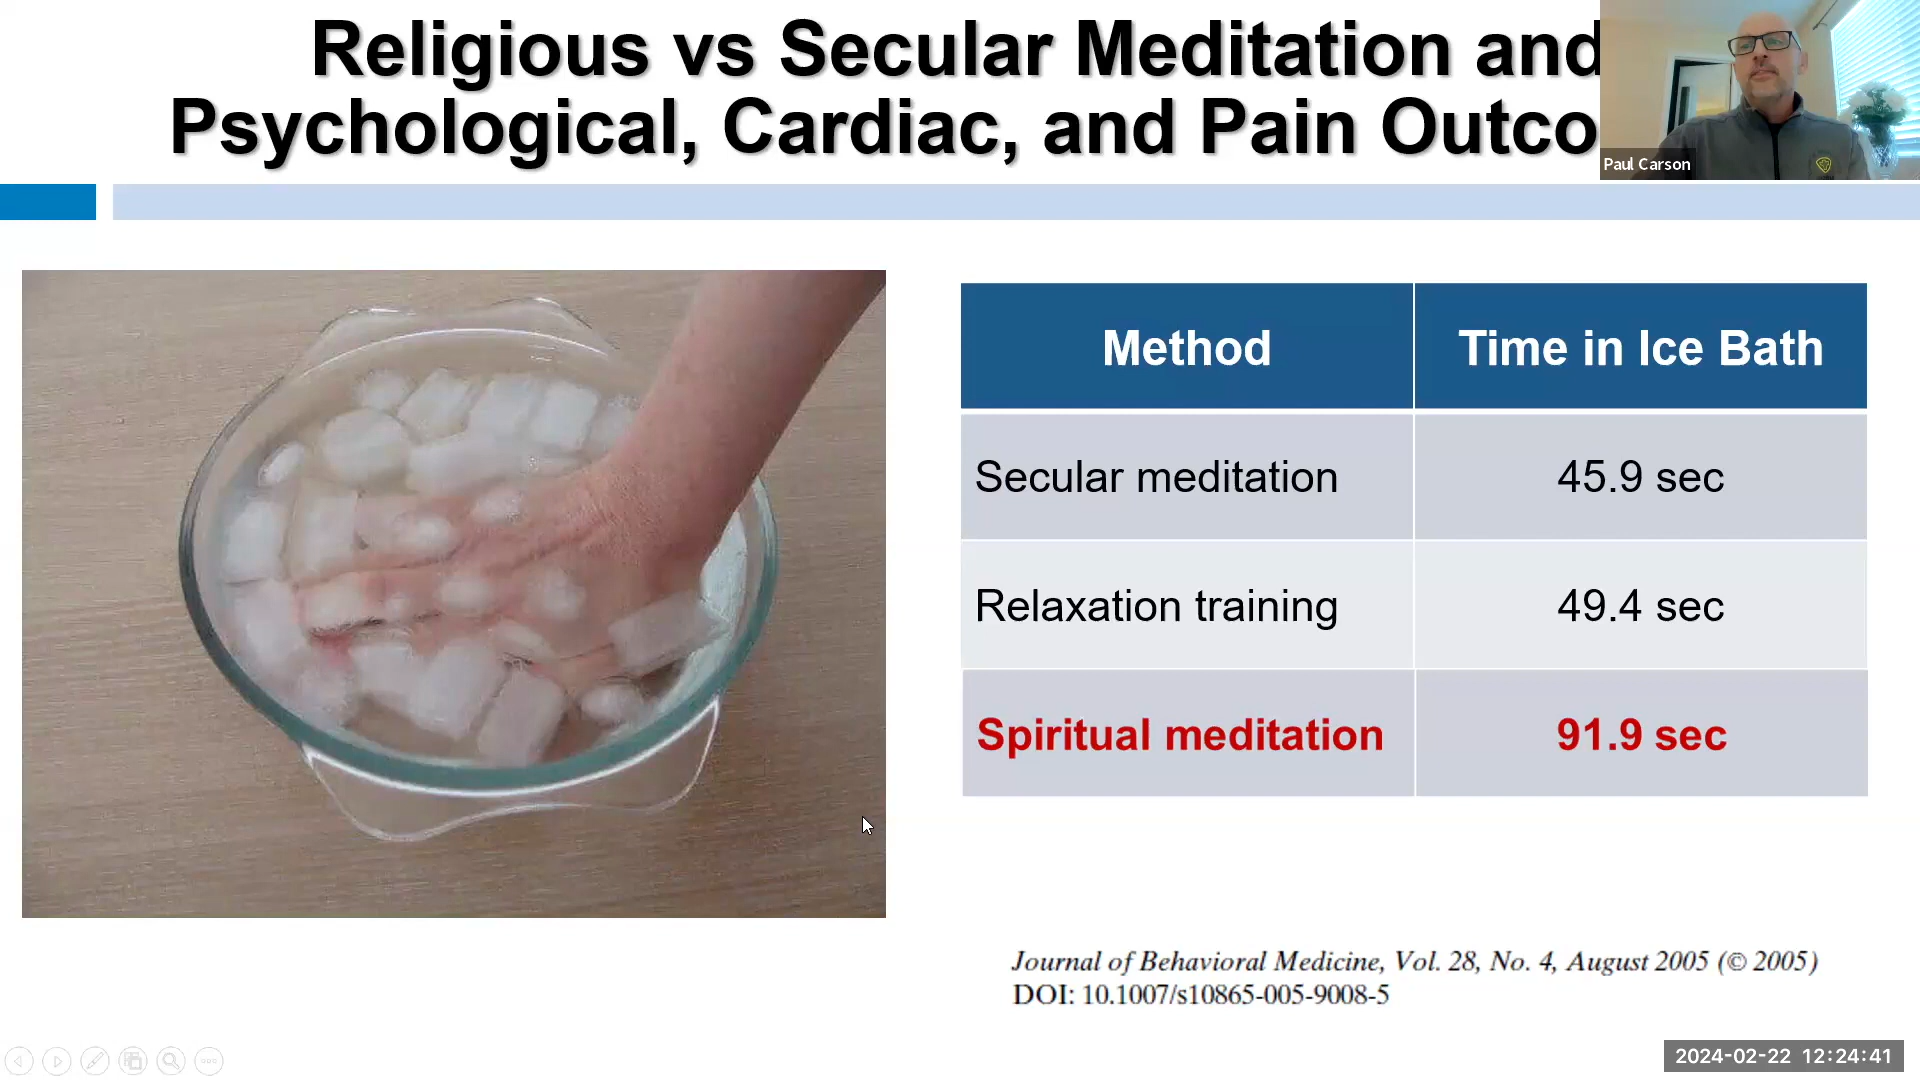 Religious vs Secular Meditation and
Psychological, Cardiac, and Pain Outco
Paul Carson
Method Time in Ice Bath
Secular meditation 45.9 sec
Relaxation training 49.4 sec
Spiritual meditation 91.9 sec
Journal of Behavioral Medicine, Vol. 28, No. 4, August 2005 (© 2005)
DOI: 10.1007/s10865-005-9008-5
2024-02-22 12:24:41